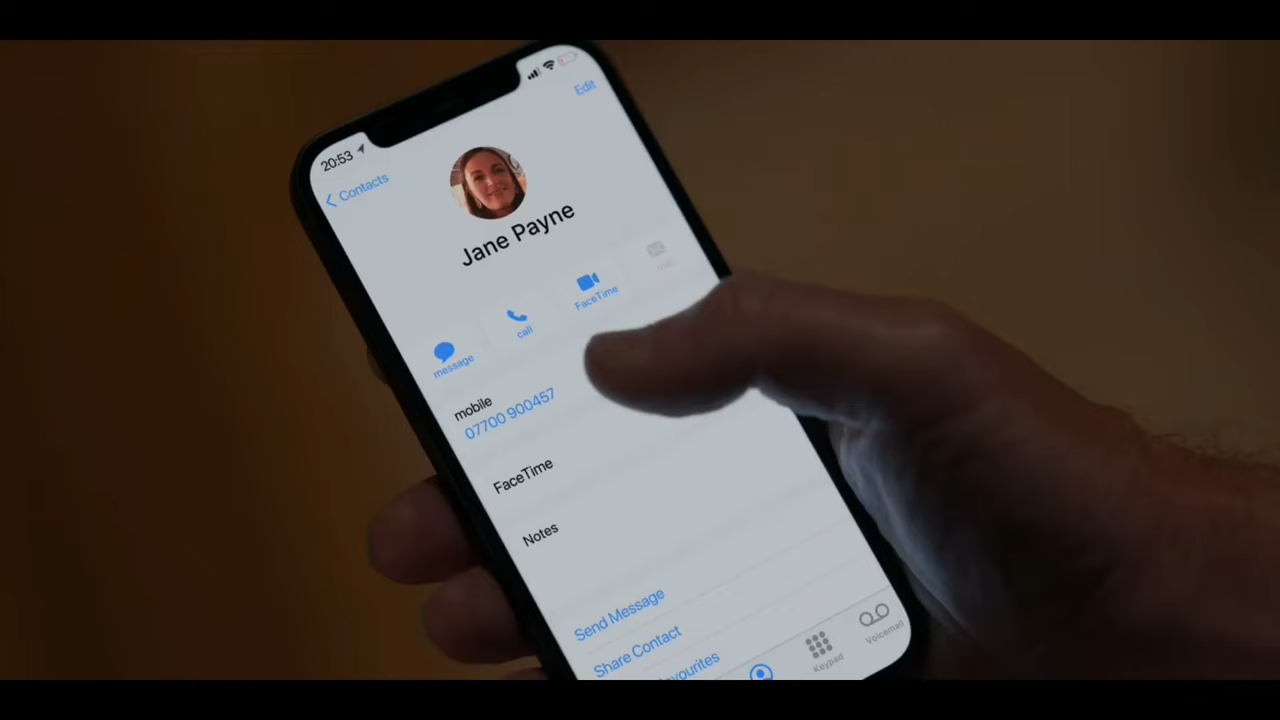 20:53
Edit
Contacts
Jane Payne
message
call
FaceTime
mobile
07700 900457
FaceTime
Notes
Send Message
Share Contact
Keypad
Voicemail